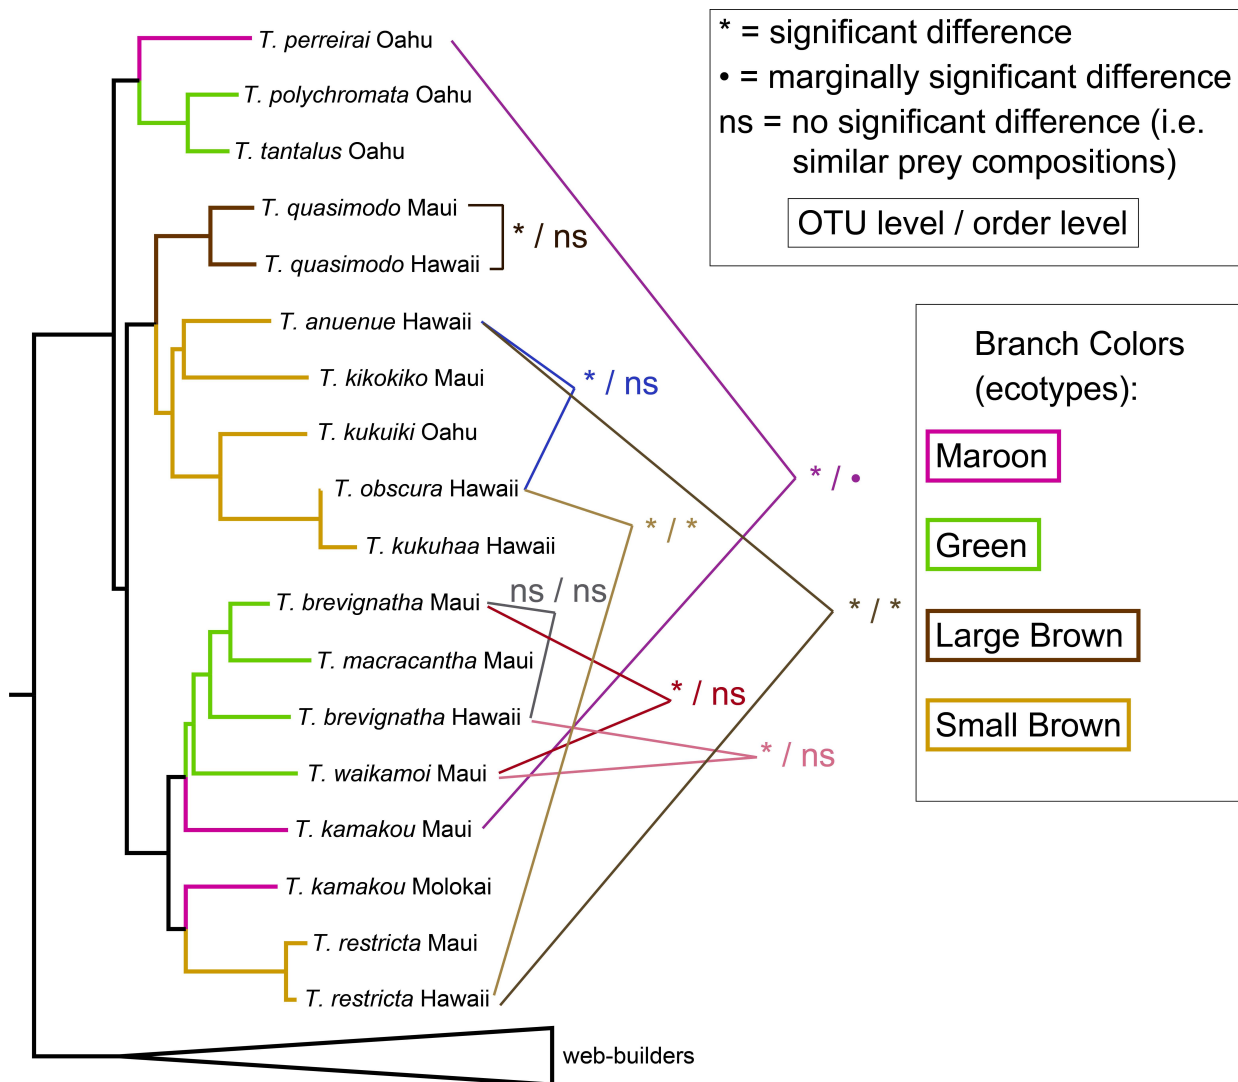 T. perreirai Oahu
T. polychromata Oahu
T. tantalus Oahu
T. quasimodo Maui
* / ns
T. quasimodo Hawaii
T. anuenue Hawaii
T. kikokiko Maui
* / ns
T. kukuiki Oahu
* / •
T. obscura Hawaii
* / *
T. kukuhaa Hawaii
ns / ns
T. brevignatha Maui
* / *
T. macracantha Maui
* / ns
T. brevignatha Hawaii
* / ns
T. waikamoi Maui
T. kamakou Maui
T. kamakou Molokai
T. restricta Maui
T. restricta Hawaii
web-builders
* = significant difference
• = marginally significant difference
ns = no significant difference (i.e.
similar prey compositions)
OTU level / order level
Branch Colors
(ecotypes):
Maroon
Green
Large Brown
Small Brown